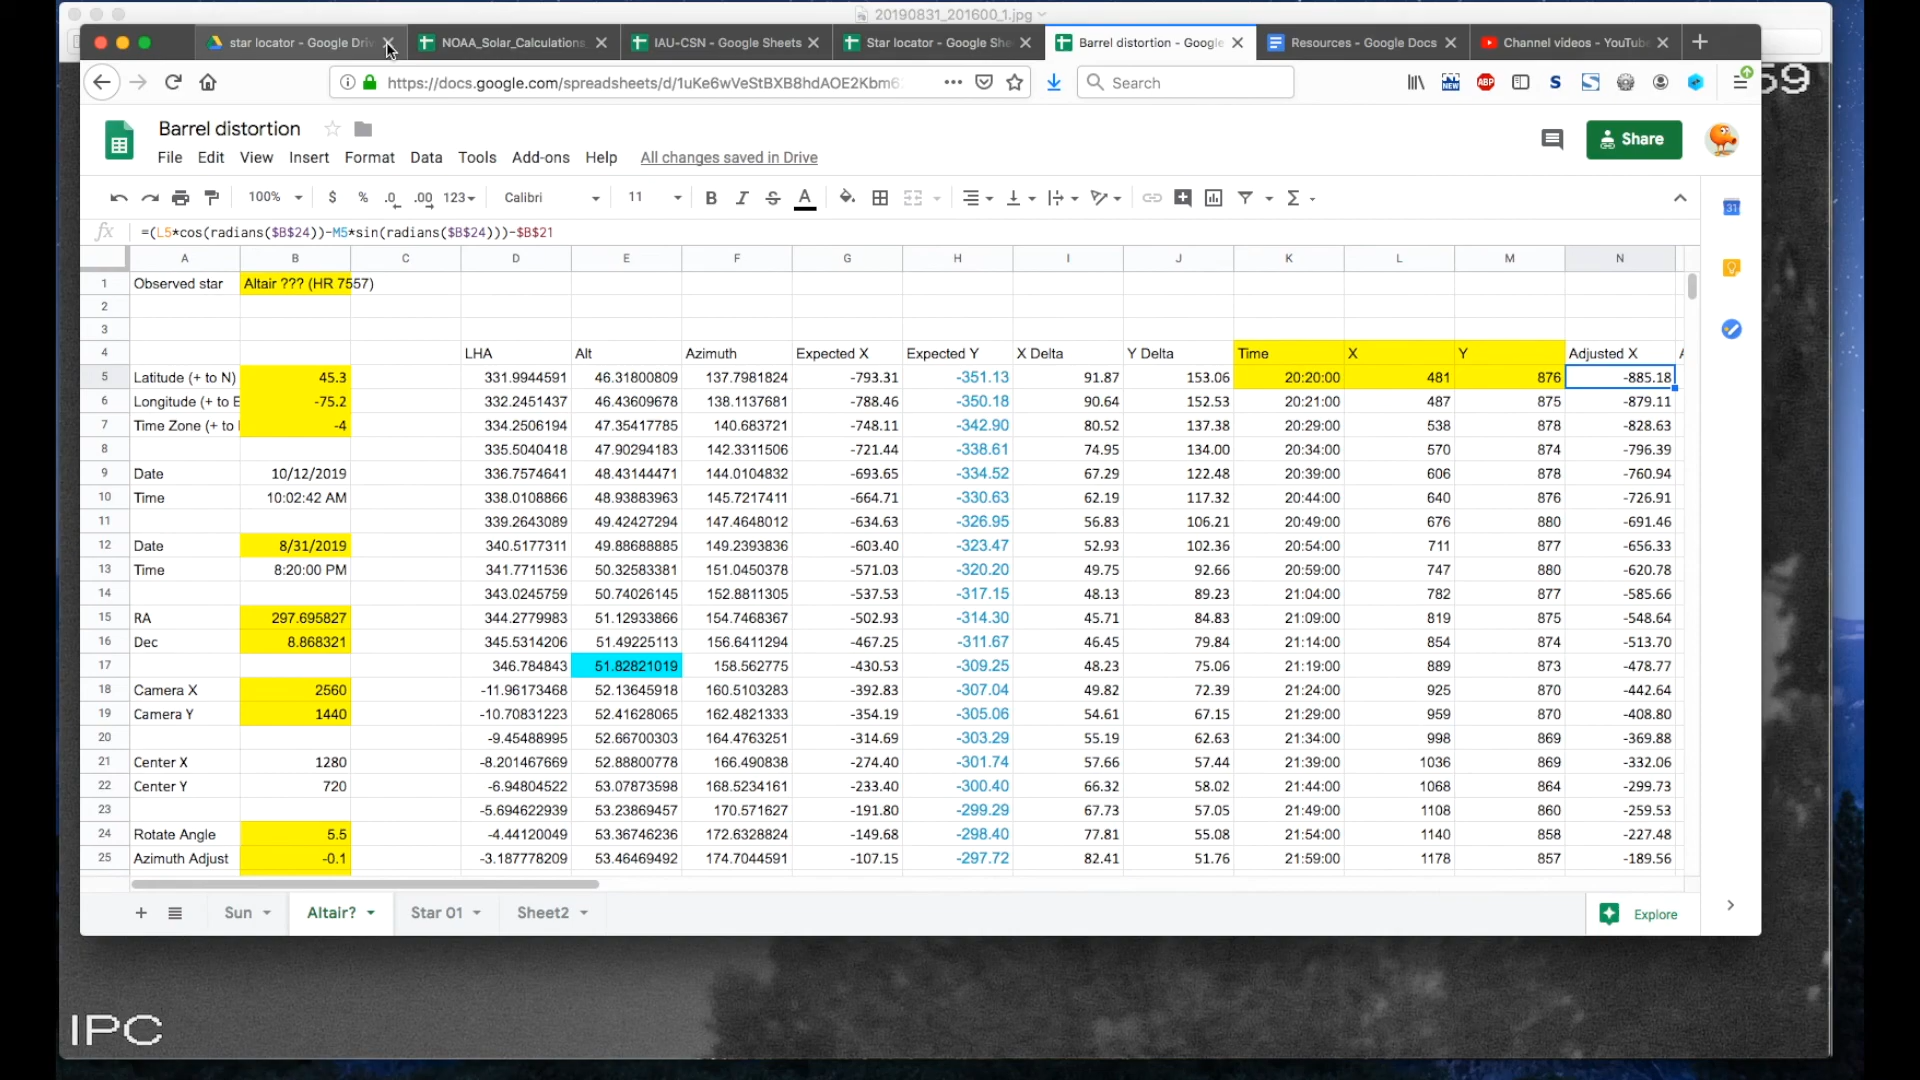 20190831_201600_1.jpg
star locator - Google Driv
NOAA_Solar_Calculations_
IAU-CSN - Google Sheets
Star locator - Google She
Barrel distortion - Google
Resources - Google Docs
Channel videos - YouTube
59
https://docs.google.com/spreadsheets/d/1uKe6wVeStBXB8hdAOE2Kbm6
Search
NEW
ABP
S
Barrel distortion
File Edit View Insert Format Data Tools Add-ons Help All changes saved in Drive
Share
31
100% $ % .0 .00 123 Calibri 11 B I S A
fx =(L5*cos(radians($B$24))-M5*sin(radians($B$24)))-$B$21
A B C D E F G H I J K L M N
1 Observed star Altair ??? (HR 7557)
2
3
4 LHA Alt Azimuth Expected X Expected Y X Delta Y Delta Time X Y Adjusted X
5 Latitude (+ to N) 45.3 331.9944591 46.31800809 137.7981824 -793.31 -351.13 91.87 153.06 20:20:00 481 876 -885.18
6 Longitude (+ to E -75.2 332.2451437 46.43609678 138.1137681 -788.46 -350.18 90.64 152.53 20:21:00 487 875 -879.11
7 Time Zone (+ to -4 334.2506194 47.35417785 140.683721 -748.11 -342.90 80.52 137.38 20:29:00 538 878 -828.63
8 335.5040418 47.90294183 142.3311506 -721.44 -338.61 74.95 134.00 20:34:00 570 874 -796.39
9 Date 10/12/2019 336.7574641 48.43144471 144.0104832 -693.65 -334.52 67.29 122.48 20:39:00 606 878 -760.94
10 Time 10:02:42 AM 338.0108866 48.93883963 145.7217411 -664.71 -330.63 62.19 117.32 20:44:00 640 876 -726.91
11 339.2643089 49.42427294 147.4648012 -634.63 -326.95 56.83 106.21 20:49:00 676 880 -691.46
12 Date 8/31/2019 340.5177311 49.88688885 149.2393836 -603.40 -323.47 52.93 102.36 20:54:00 711 877 -656.33
13 Time 8:20:00 PM 341.7711536 50.32583381 151.0450378 -571.03 -320.20 49.75 92.66 20:59:00 747 880 -620.78
14 343.0245759 50.74026145 152.8811305 -537.53 -317.15 48.13 89.23 21:04:00 782 877 -585.66
15 RA 297.695827 344.2779983 51.12933866 154.7468367 -502.93 -314.30 45.71 84.83 21:09:00 819 875 -548.64
16 Dec 8.868321 345.5314206 51.49225113 156.6411294 -467.25 -311.67 46.45 79.84 21:14:00 854 874 -513.70
17 346.784843 51.82821019 158.562775 -430.53 -309.25 48.23 75.06 21:19:00 889 873 -478.77
18 Camera X 2560 -11.96173468 52.13645918 160.5103283 -392.83 -307.04 49.82 72.39 21:24:00 925 870 -442.64
19 Camera Y 1440 -10.70831223 52.41628065 162.4821333 -354.19 -305.06 54.61 67.15 21:29:00 959 870 -408.80
20 -9.45488995 52.66700303 164.4763251 -314.69 -303.29 55.19 62.63 21:34:00 998 869 -369.88
21 Center X 1280 -8.201467669 52.88800778 166.490838 -274.40 -301.74 57.66 57.44 21:39:00 1036 869 -332.06
22 Center Y 720 -6.94804522 53.07873598 168.5234161 -233.40 -300.40 66.32 58.02 21:44:00 1068 864 -299.73
23 -5.694622939 53.23869457 170.571627 -191.80 -299.29 67.73 57.05 21:49:00 1108 860 -259.53
24 Rotate Angle 5.5 -4.44120049 53.36746236 172.6328824 -149.68 -298.40 77.81 55.08 21:54:00 1140 858 -227.48
25 Azimuth Adjust -0.1 -3.187778209 53.46469492 174.7044591 -107.15 -297.72 82.41 51.76 21:59:00 1178 857 -189.56
Sun Altair? Star 01 Sheet2 Explore
IPC